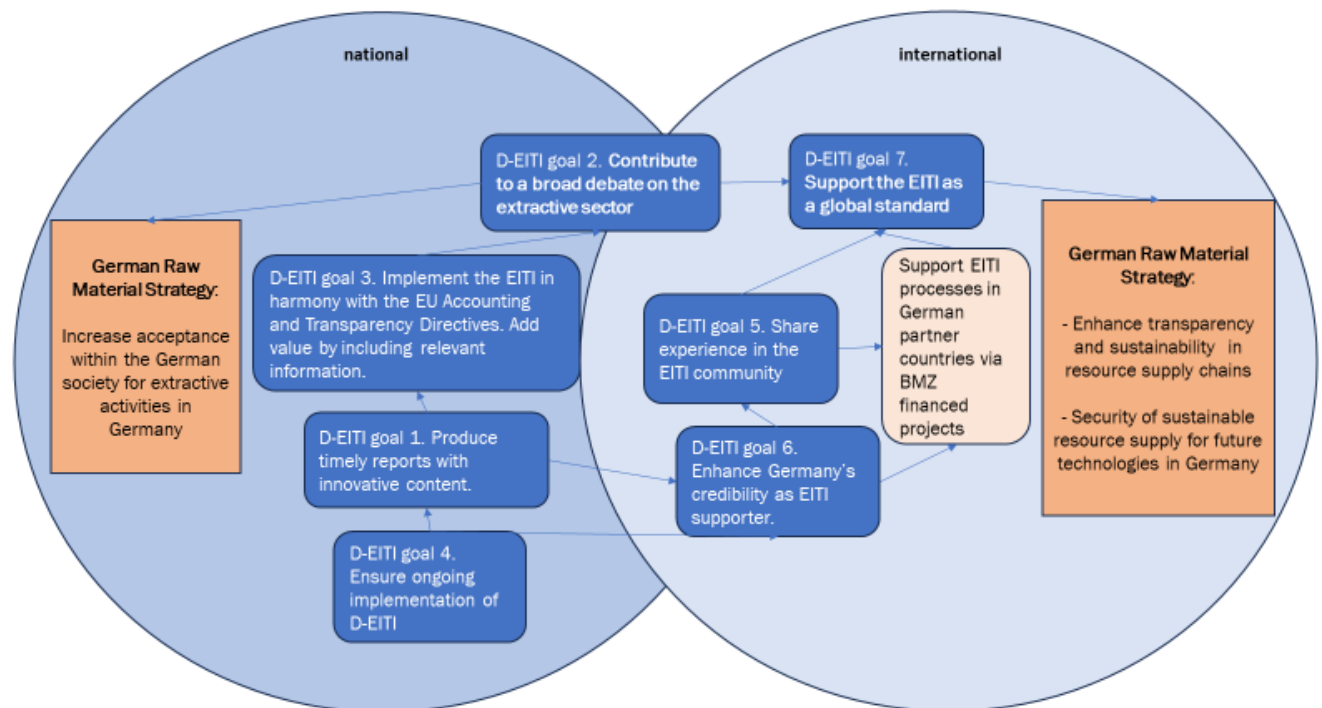 national
international
D-EITI goal 2. Contribute
to a broad debate on the
extractive sector
D-EITI goal 7.
Support the EITI as
a global standard
German Raw
Material Strategy:
Increase acceptance
within the German
society for extractive
activities in
Germany
D-EITI goal 3. Implement the EITI in
harmony with the EU Accounting
and Transparency Directives. Add
value by including relevant
information.
D-EITI goal 5. Share
experience in the
EITI community
Support EITI
processes in
German
partner
countries via
BMZ
financed
projects
German Raw Material
Strategy:
- Enhance transparency
and sustainability in
resource supply chains
- Security of sustainable
resource supply for future
technologies in Germany
D-EITI goal 1. Produce
timely reports with
innovative content.
D-EITI goal 6.
Enhance Germany's
credibility as EITI
supporter.
D-EITI goal 4.
Ensure ongoing
implementation of
D-EITI